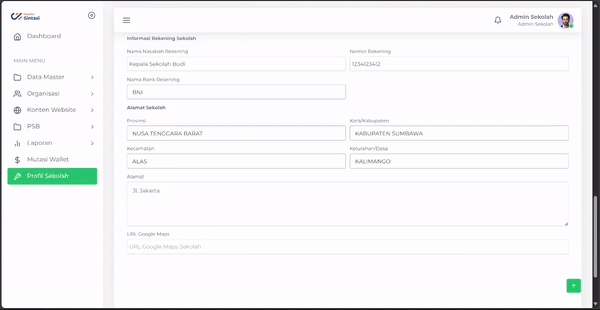 Sintasi
Admin Sekolah
Admin Sekolah
Dashboard
MAIN MENU
Data Master
Organisasi
Konten Website
PSB
Laporan
Mutasi Wallet
Profil Sekolah
Informasi Rekening Sekolah
Nama Nasabah Rekening
Nomor Rekening
Kepala Sekolah Budi
1234123412
Nama Bank Rekening
BNI
Alamat Sekolah
Provinsi
Kota/Kabupaten
NUSA TENGGARA BARAT
KABUPATEN SUMBAWA
Kecamatan
Kelurahan/Desa
ALAS
KALIMANGO
Alamat
Jl. Jakarta
URL Google Maps
URL Google Maps Sekolah